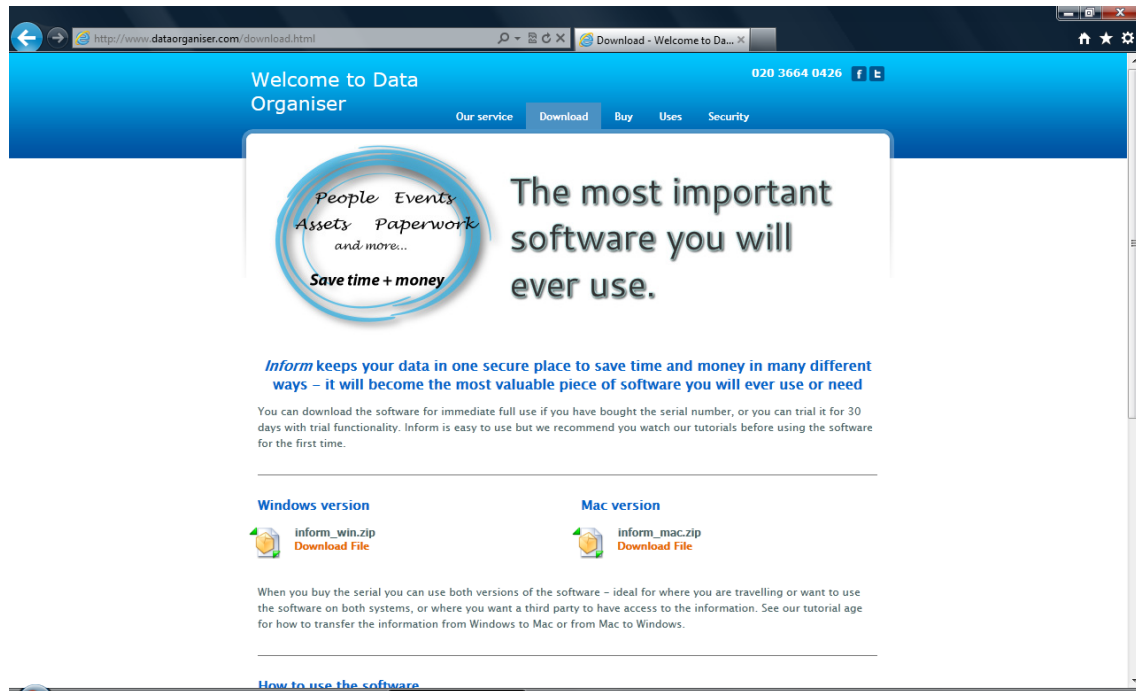 http://www.dataorganiser.com/download.html
Download - Welcome to Da...
Welcome to Data
Organiser
020 3664 0426
Our service Download Buy Uses Security
People Events
Assets Paperwork
and more...
Save time + money
The most important
software you will
ever use.
Inform keeps your data in one secure place to save time and money in many different
ways – it will become the most valuable piece of software you will ever use or need
You can download the software for immediate full use if you have bought the serial number, or you can trial it for 30
days with trial functionality. Inform is easy to use but we recommend you watch our tutorials before using the software
for the first time.
Windows version
inform_win.zip
Download File
Mac version
inform_mac.zip
Download File
When you buy the serial you can use both versions of the software – ideal for where you are travelling or want to use
the software on both systems, or where you want a third party to have access to the information. See our tutorial age
for how to transfer the information from Windows to Mac or from Mac to Windows.
How to use the software